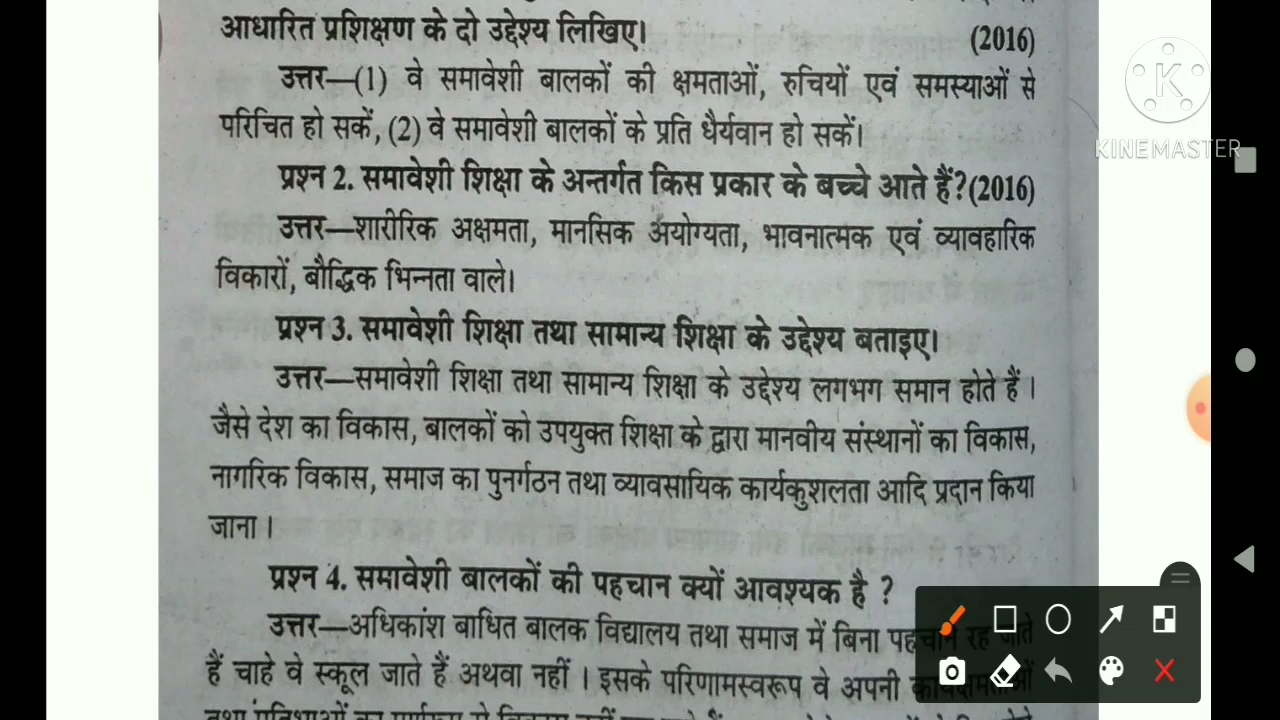 आधारित प्रशिक्षण के दो उद्देश्य लिखिए। (2016)
उत्तर—(1) वे समावेशी बालकों की क्षमताओं, रुचियों एवं समस्याओं से
परिचित हो सकें, (2) वे समावेशी बालकों के प्रति धैर्यवान हो सकें।
प्रश्न 2. समावेशी शिक्षा के अन्तर्गत किस प्रकार के बच्चे आते हैं?(2016)
उत्तर—शारीरिक अक्षमता, मानसिक अयोग्यता, भावनात्मक एवं व्यावहारिक
विकारों, बौद्धिक भिन्नता वाले।
प्रश्न 3. समावेशी शिक्षा तथा सामान्य शिक्षा के उद्देश्य बताइए।
उत्तर—समावेशी शिक्षा तथा सामान्य शिक्षा के उद्देश्य लगभग समान होते हैं।
जैसे देश का विकास, बालकों को उपयुक्त शिक्षा के द्वारा मानवीय संस्थानों का विकास,
नागरिक विकास, समाज का पुनर्गठन तथा व्यावसायिक कार्यकुशलता आदि प्रदान किया
जाना।
प्रश्न 4. समावेशी बालकों की पहचान क्यों आवश्यक है ?
उत्तर—अधिकांश बाधित बालक विद्यालय तथा समाज में बिना पहचान रह जाते
हैं चाहे वे स्कूल जाते हैं अथवा नहीं। इसके परिणामस्वरूप वे अपनी कार्यक्षमताओं
K
KINEMASTER